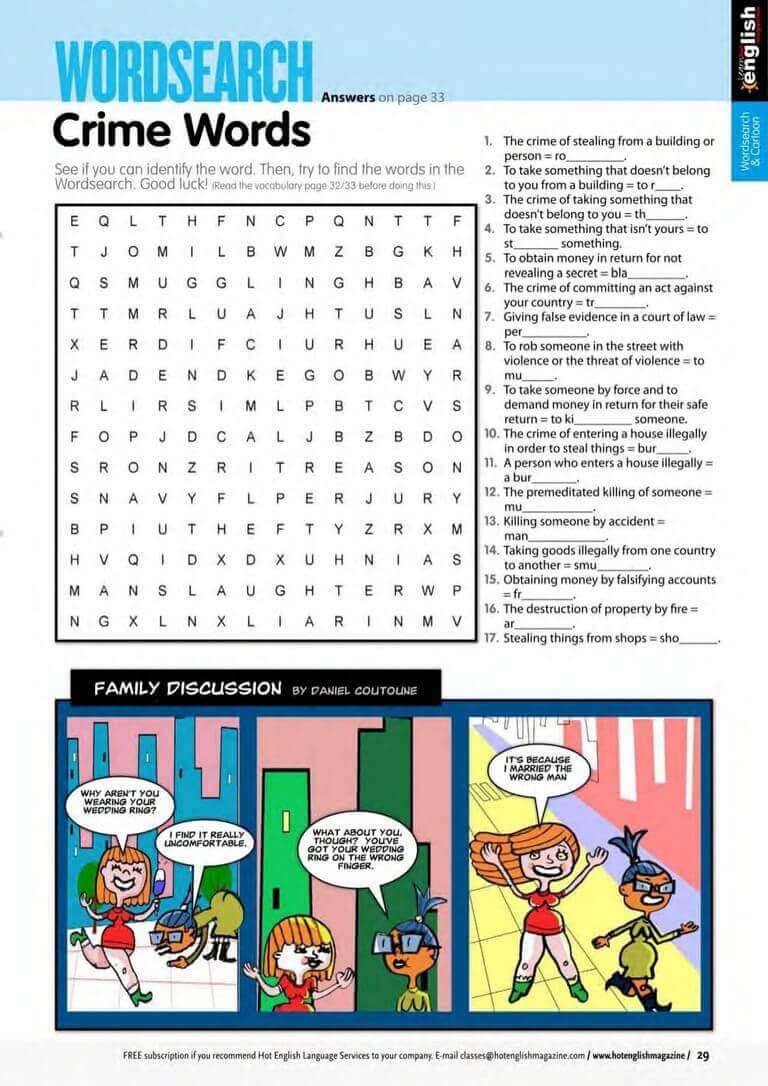 Learn hot
english
magazine
Wordsearch
& Cartoon
WORDSEARCH
Answers on page 33
Crime Words
See if you can identify the word. Then, try to find the words in the
Wordsearch. Good luck! (Read the vocabulary page 32/33 before doing this.)
E Q L T H F N C P Q N T T F
T J O M I L B W M Z B G K H
Q S M U G G L I N G H B A V
T T M R L U A J H T U S L N
X E R D I F C I U R H U E A
J A D E N D K E G O B W Y R
R L I R S I M L P B T C V S
F O P J D C A L J B Z B D O
S R O N Z R I T R E A S O N
S N A V Y F L P E R J U R Y
B P I U T H E F T Y Z R X M
H V Q I D X D X U H N I A S
M A N S L A U G H T E R W P
N G X L N X L I A R I N M V
1. The crime of stealing from a building or
person = ro_________.
2. To take something that doesn't belong
to you from a building = to r____.
3. The crime of taking something that
doesn't belong to you = th______.
4. To take something that isn't yours = to
st_______ something.
5. To obtain money in return for not
revealing a secret = bla_________.
6. The crime of committing an act against
your country = tr________.
7. Giving false evidence in a court of law =
per__________.
8. To rob someone in the street with
violence or the threat of violence = to
mu_____.
9. To take someone by force and to
demand money in return for their safe
return = to ki_________ someone.
10. The crime of entering a house illegally
in order to steal things = bur_____.
11. A person who enters a house illegally =
a bur______.
12. The premeditated killing of someone =
mu___________.
13. Killing someone by accident =
man____________.
14. Taking goods illegally from one country
to another = smu________.
15. Obtaining money by falsifying accounts
= fr________.
16. The destruction of property by fire =
ar__________.
17. Stealing things from shops = sho______.
FAMILY DISCUSSION BY DANIEL COUTOUNE
WHY AREN'T YOU
WEARING YOUR
WEDDING RING?
I FIND IT REALLY
UNCOMFORTABLE.
WHAT ABOUT YOU,
THOUGH? YOU'VE
GOT YOUR WEDDING
RING ON THE WRONG
FINGER.
IT'S BECAUSE
I MARRIED THE
WRONG MAN
FREE subscription if you recommend Hot English Language Services to your company. E-mail classes@hotenglishmagazine.com / www.hotenglishmagazine / 29